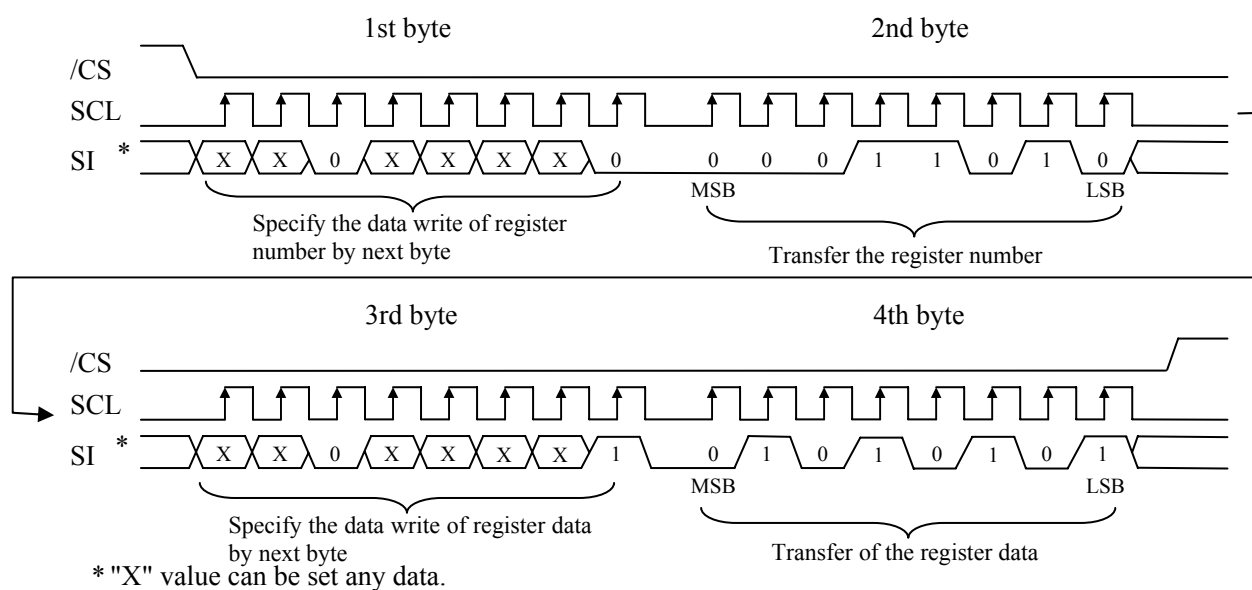 1st byte 2nd byte
/CS
SCL
SI * X X 0 X X X X 0 0 0 0 1 1 0 1 0
MSB LSB
Specify the data write of register
number by next byte
Transfer the register number
3rd byte 4th byte
/CS
SCL
SI * X X 0 X X X X 1 0 1 0 1 0 1 0 1
MSB LSB
Specify the data write of register data
by next byte
Transfer of the register data
* "X" value can be set any data.